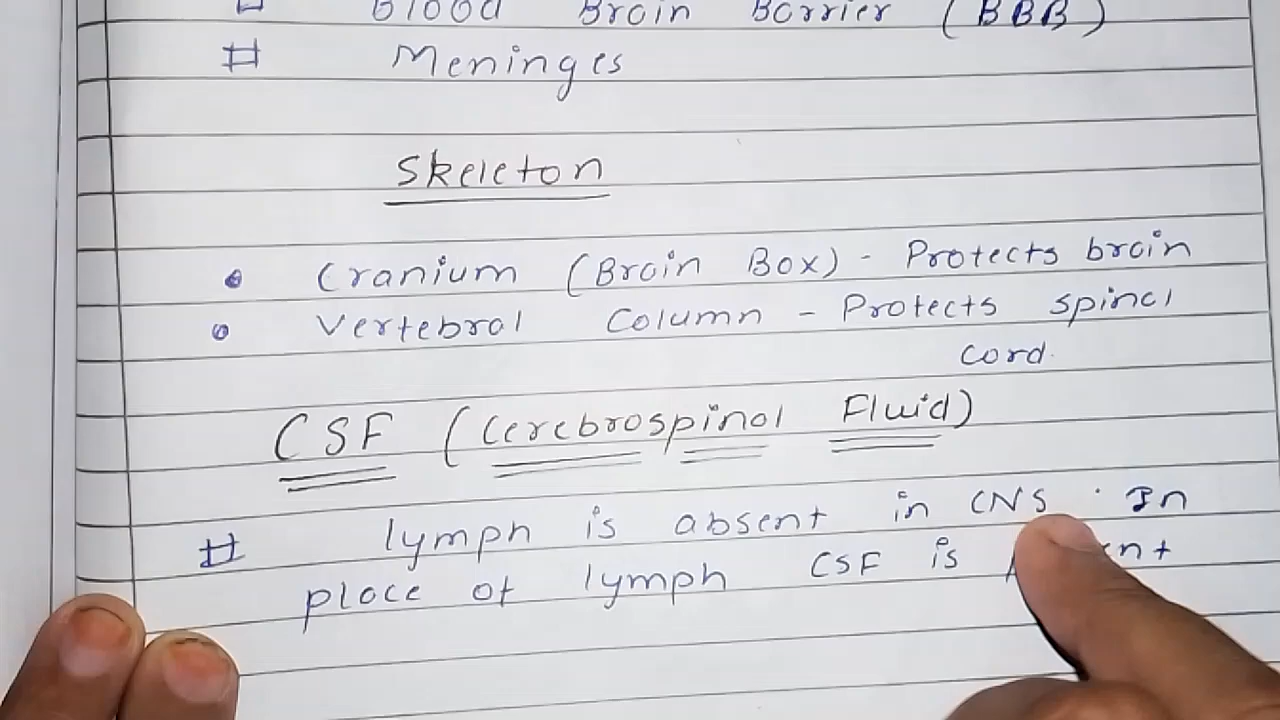 Blood Brain Barrier (BBB)
# Meninges
Skeleton
• Cranium (Brain Box) - Protects brain
• Vertebral Column - Protects spinal
cord.
CSF (Cerebrospinal Fluid)
# lymph is absent in CNS. In
place of lymph CSF is